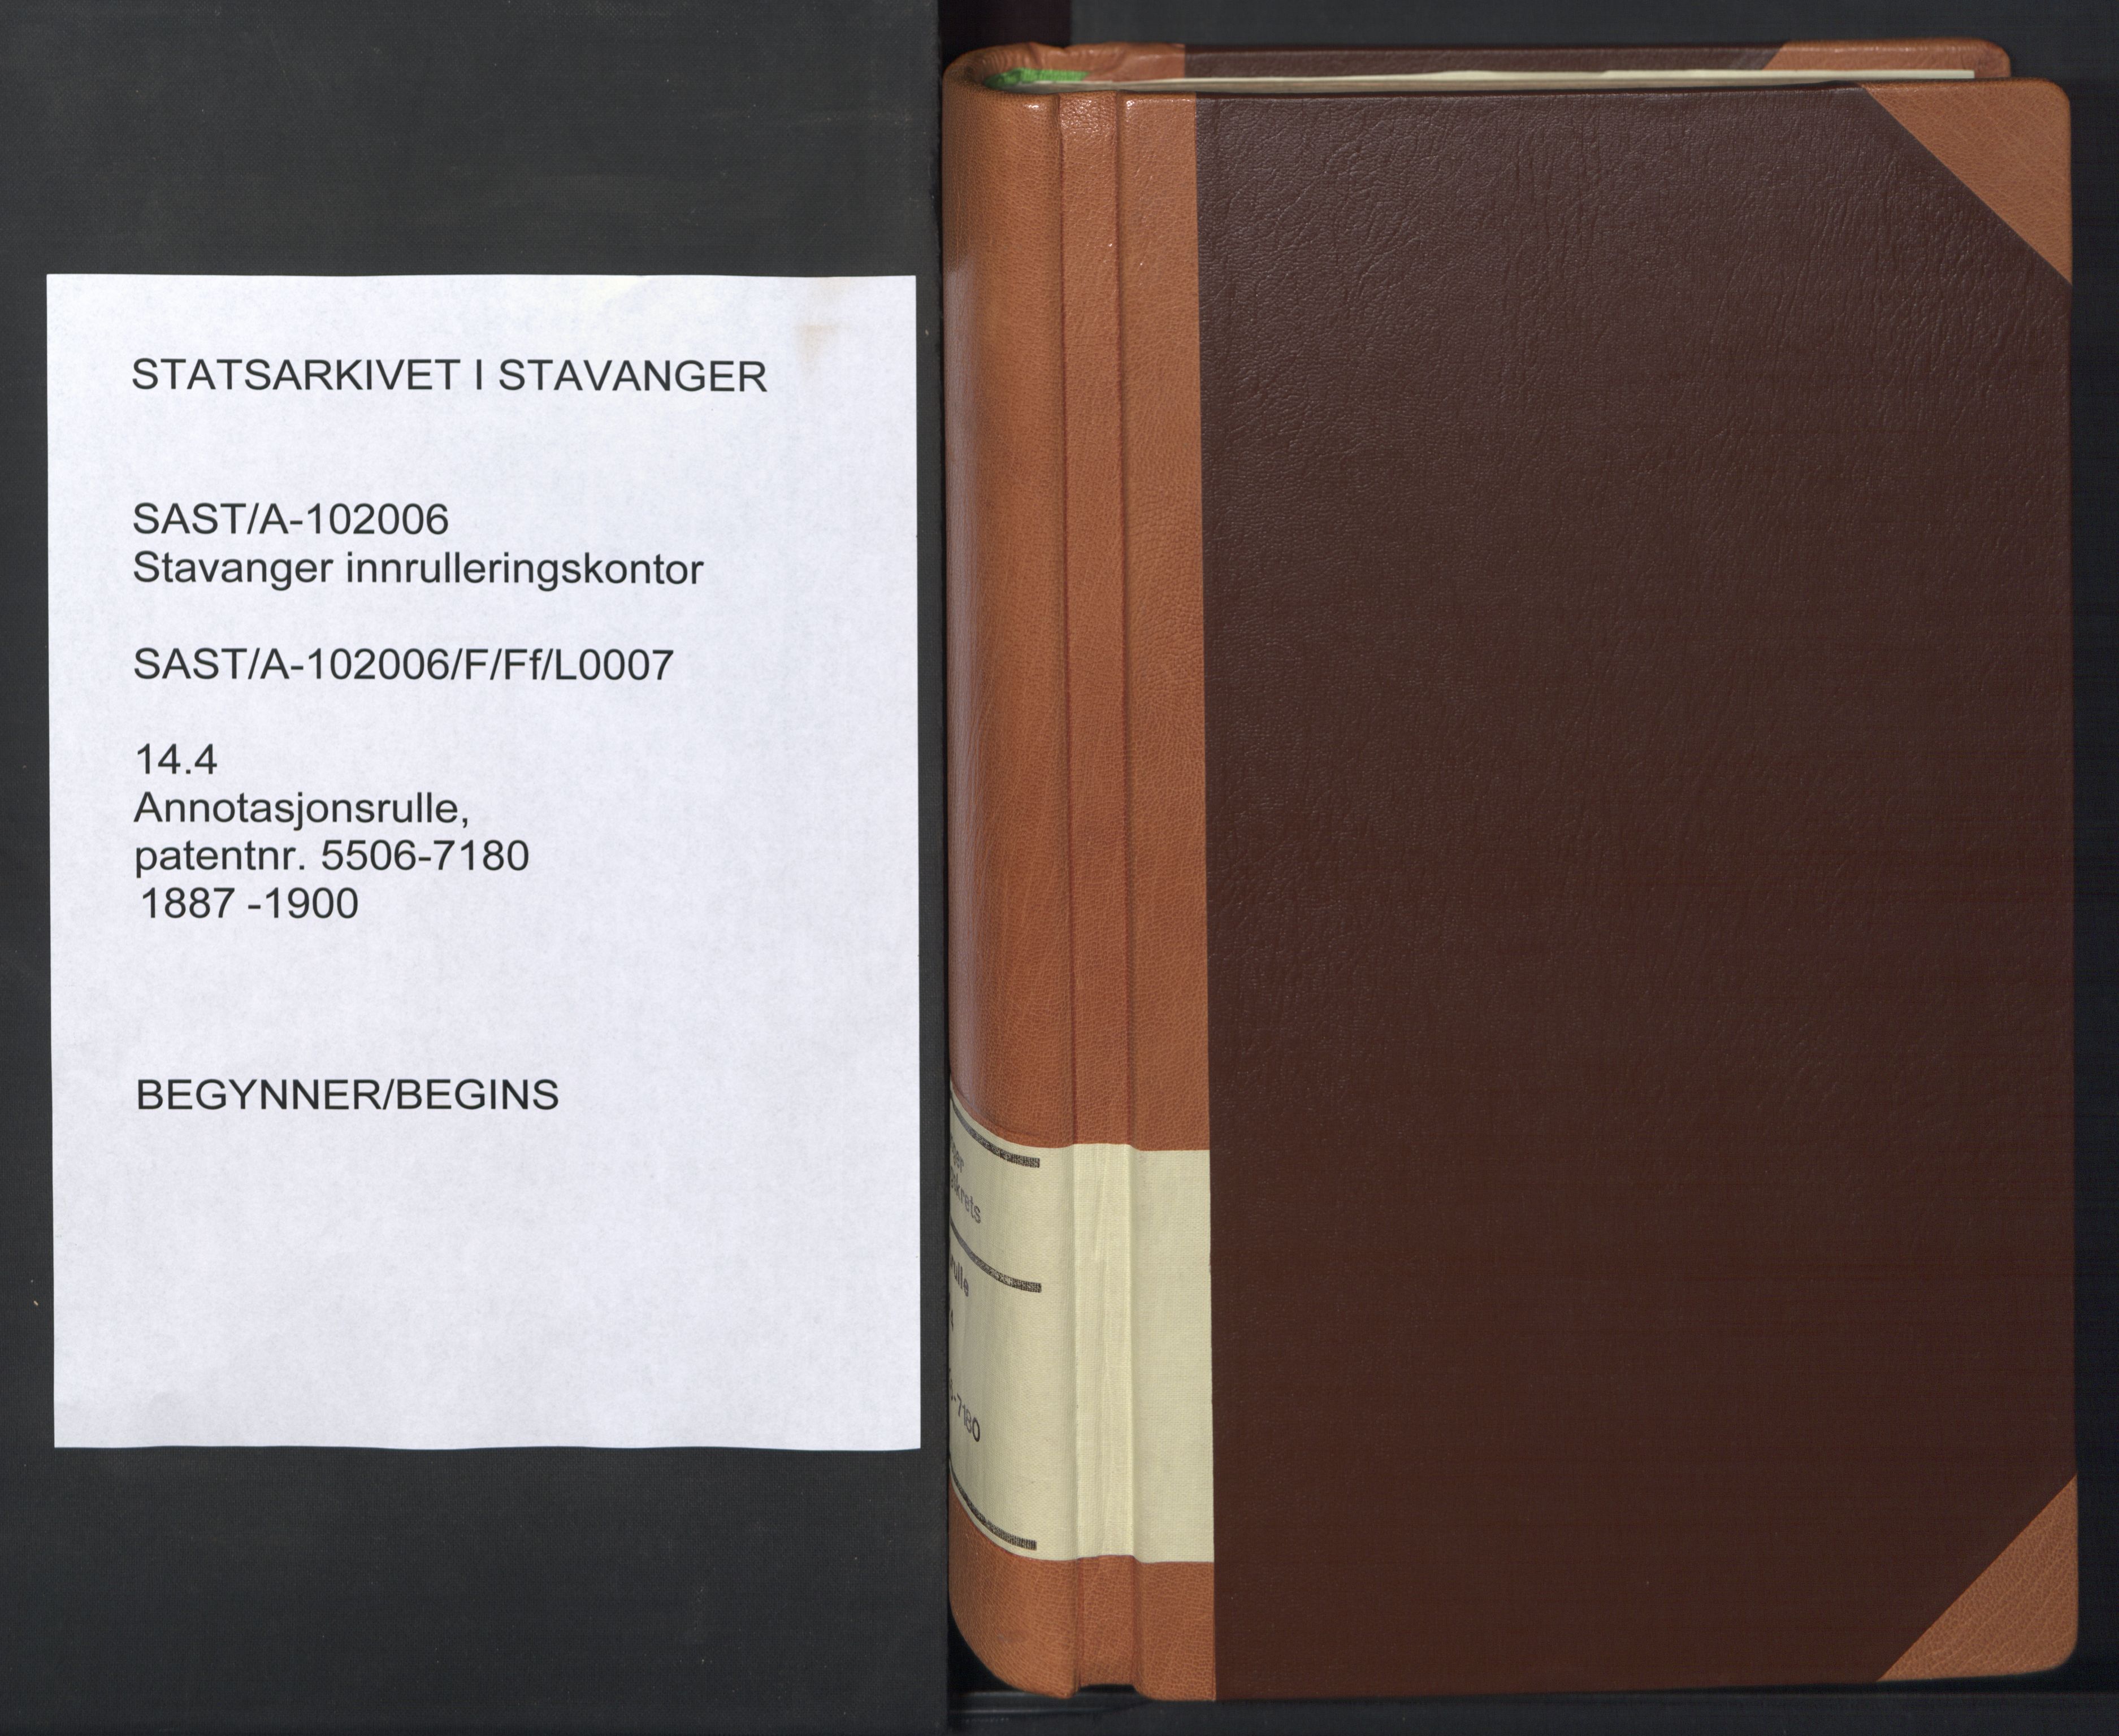 STATSARKIVET I STAVANGER
SAST/A-102006
Stavanger innrulleringskontor
SAST/A-102006/F/Ff/L0007
14.4
Annotasjonsrulle,
patentnr. 5506-7180
1887 -1900
BEGYNNER/BEGINS
-7180